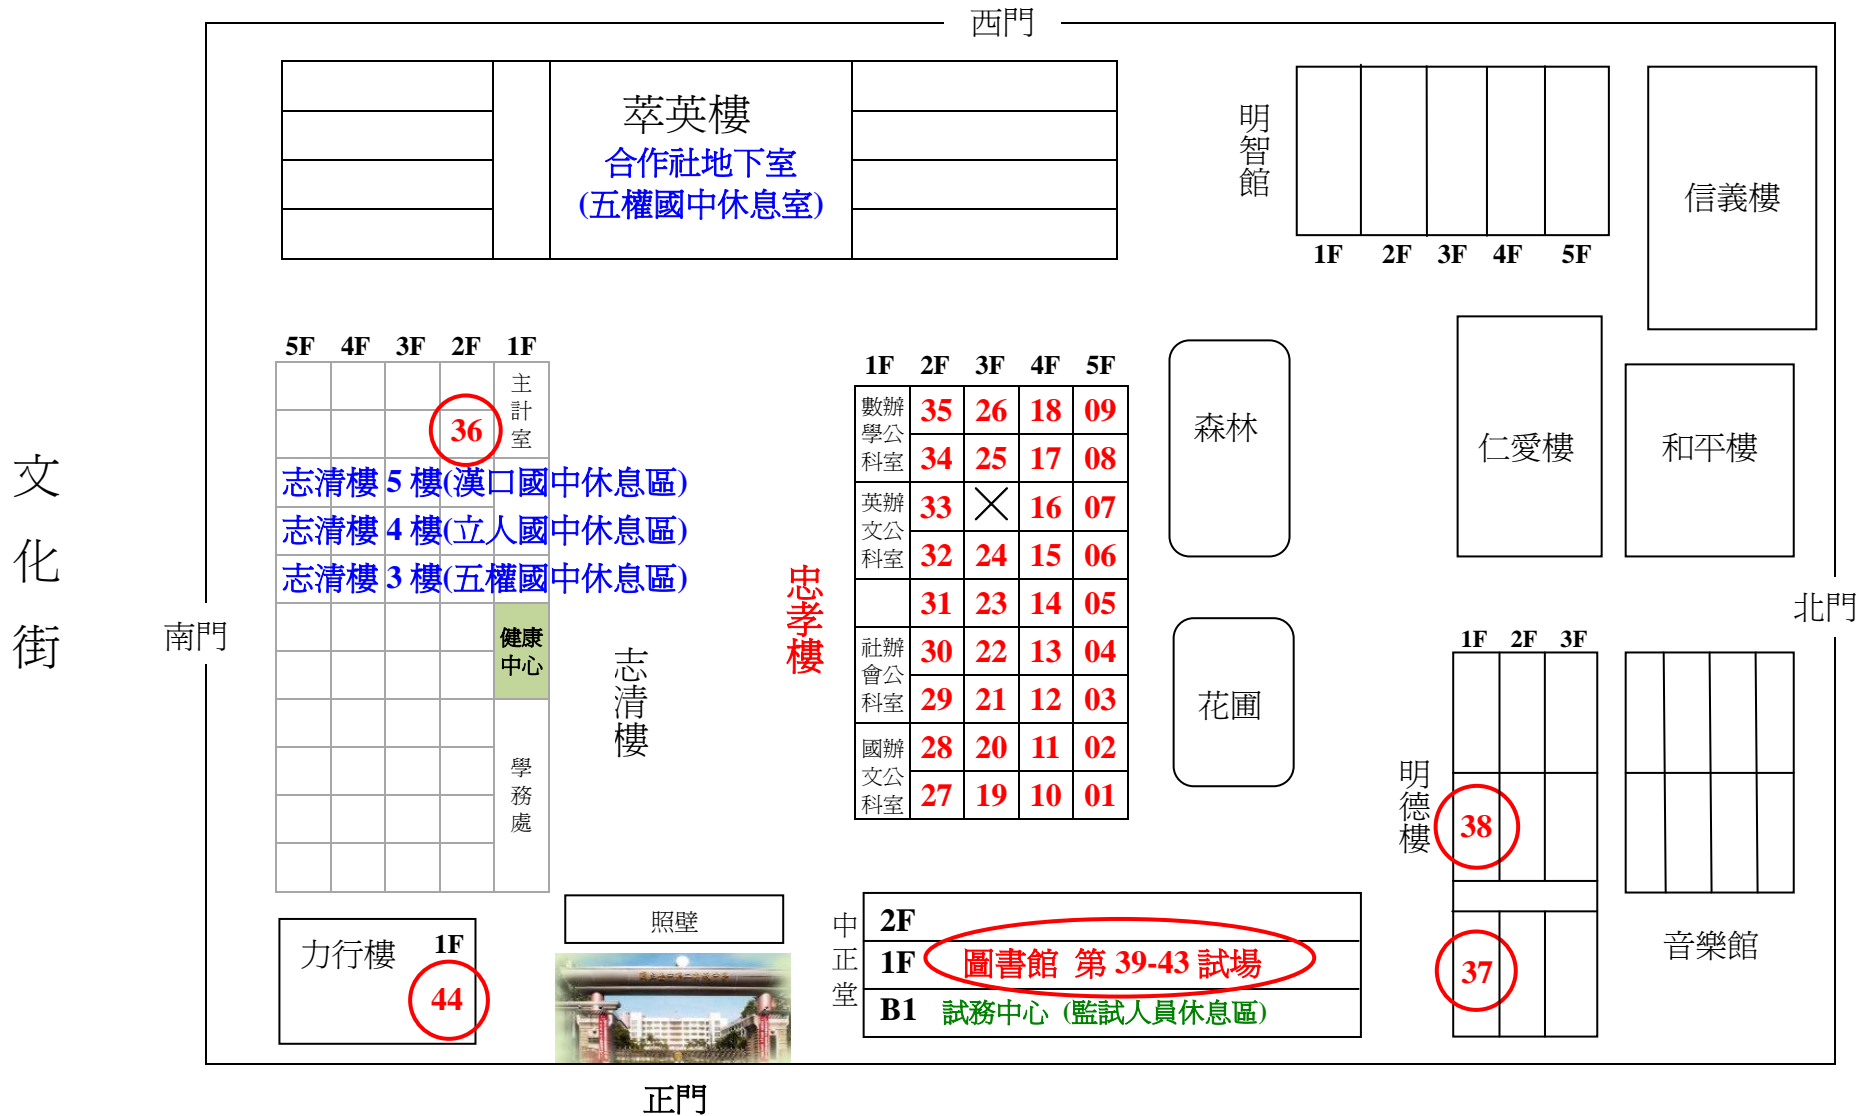 西門
萃英樓
合作社地下室
(五權國中休息室)
明智館
1F 2F 3F 4F 5F
信義樓
文化街
南門
5F 4F 3F 2F 1F
主計室
36
志清樓 5 樓(漢口國中休息區)
志清樓 4 樓(立人國中休息區)
志清樓 3 樓(五權國中休息區)
健康
中心
學務處
志清樓
忠孝樓
1F 2F 3F 4F 5F
數學科
辦公室
英文科
辦公室
社會科
辦公室
國文科
辦公室
35 26 18 09
34 25 17 08
33 16 07
32 24 15 06
31 23 14 05
30 22 13 04
29 21 12 03
28 20 11 02
27 19 10 01
森林
花圃
仁愛樓
和平樓
北門
1F 2F 3F
明德樓
38
37
音樂館
力行樓 1F
44
照壁
中正堂
2F
1F 圖書館 第 39-43 試場
B1 試務中心 (監試人員休息區)
正門